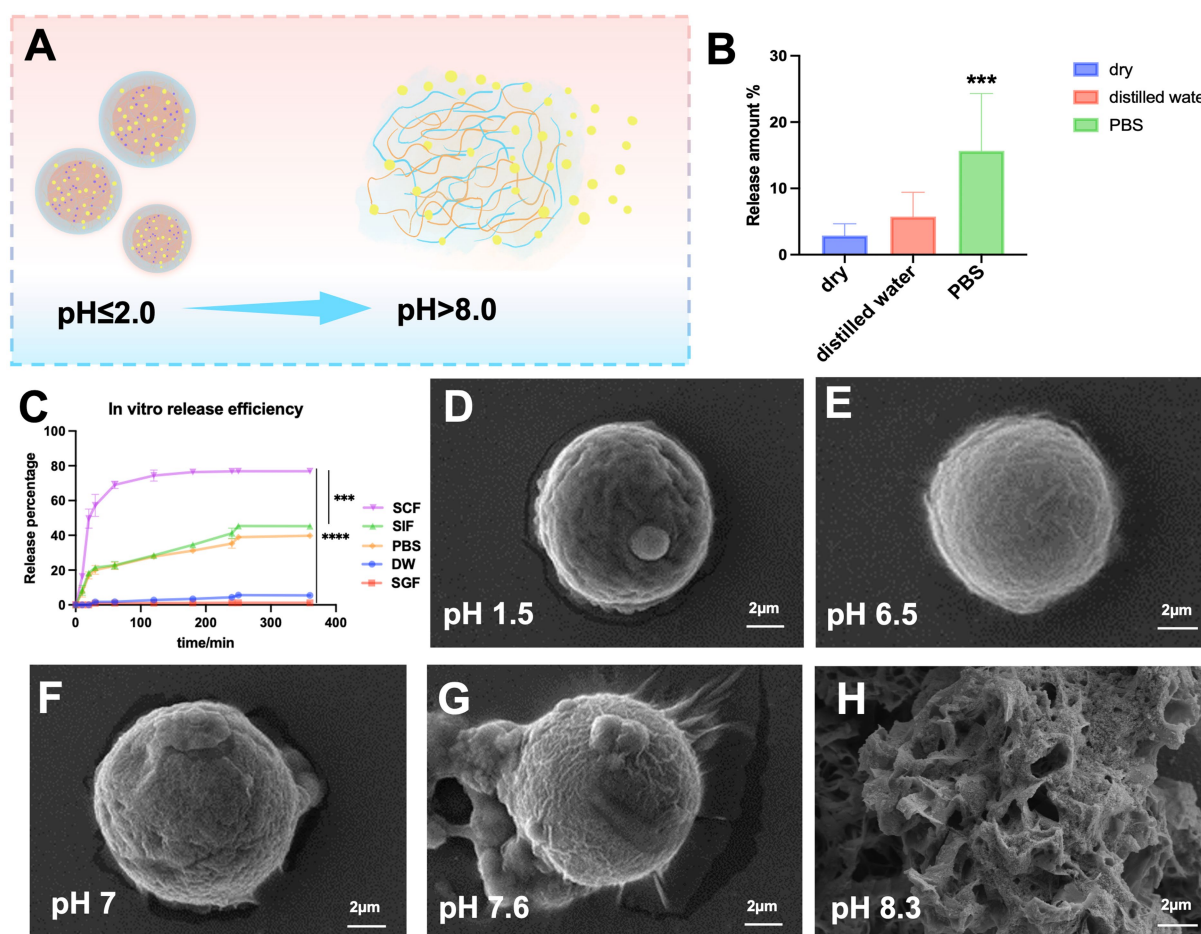 A
pH≤2.0
pH>8.0
B
Release amount %
30
20
10
0
***
dry
distilled water
PBS
dry
distilled wate
PBS
C
In vitro release efficiency
Release percentage
100
80
60
40
20
0
0
100
200
300
400
time/min
***
****
SCF
SIF
PBS
DW
SGF
D
pH 1.5
2μm
E
pH 6.5
2μm
F
pH 7
2μm
G
pH 7.6
2μm
H
pH 8.3
2μm